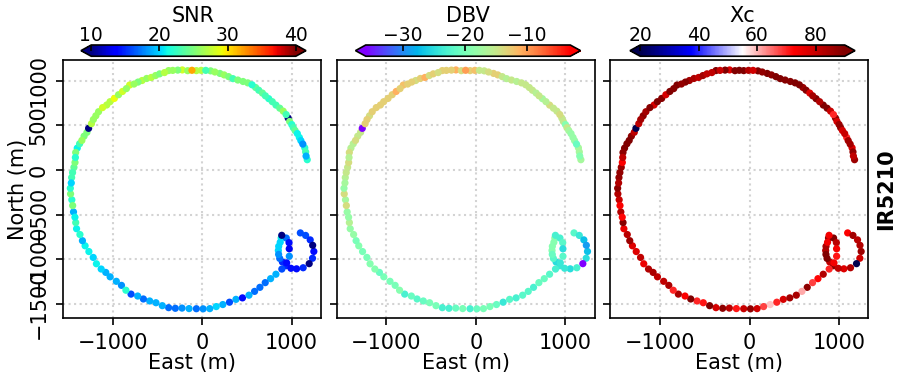 SNR DBV Xc
10 20 30 40 −30 −20 −10 20 40 60 80
1000
500
0
−500
−1000
−1500
North (m)
IR5210
−1000 0 1000 −1000 0 1000 −1000 0 1000
East (m) East (m) East (m)